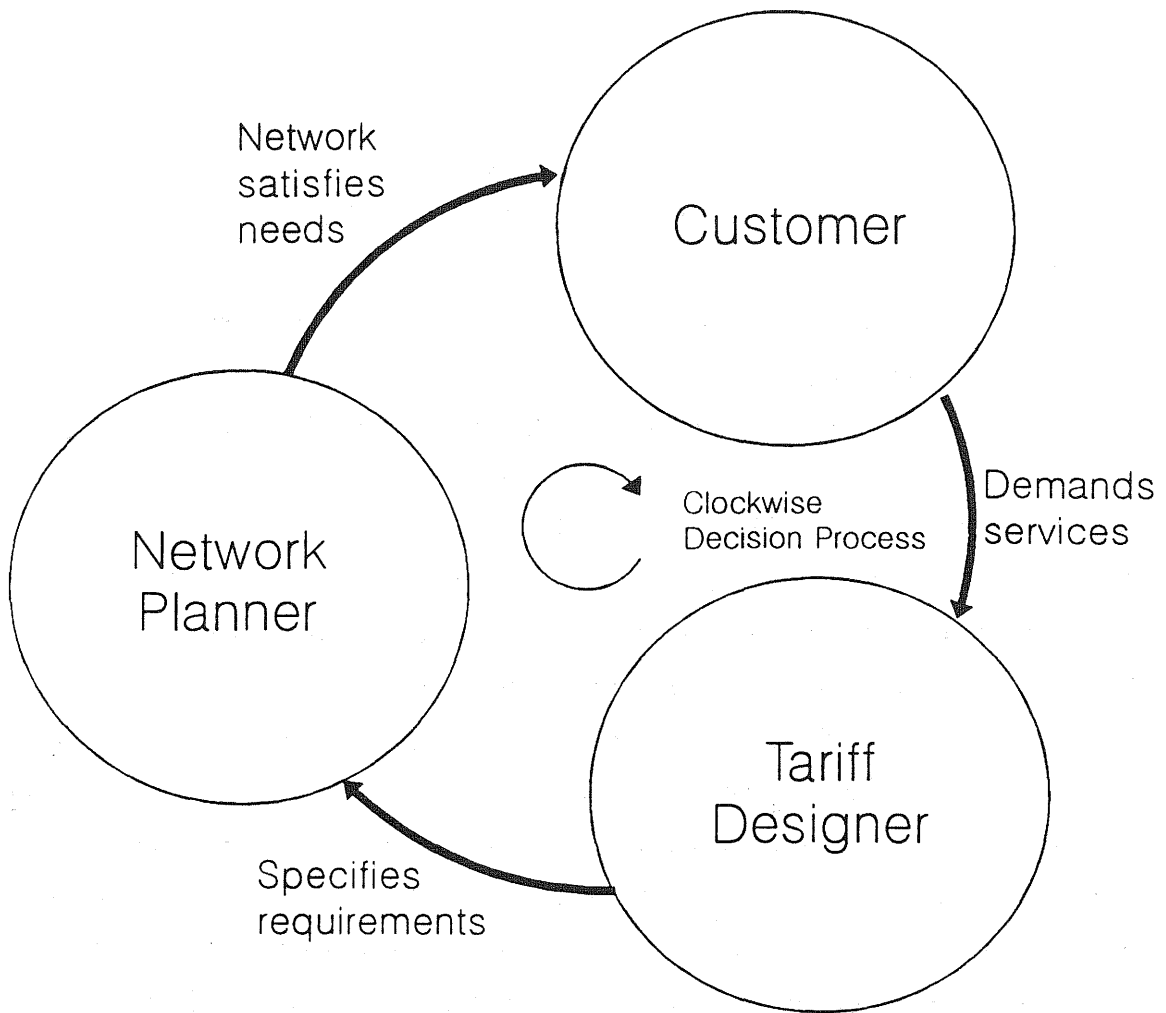 Network
satisfies
needs
Customer
Demands
services
Clockwise
Decision Process
Network
Planner
Tariff
Designer
Specifies
requirements